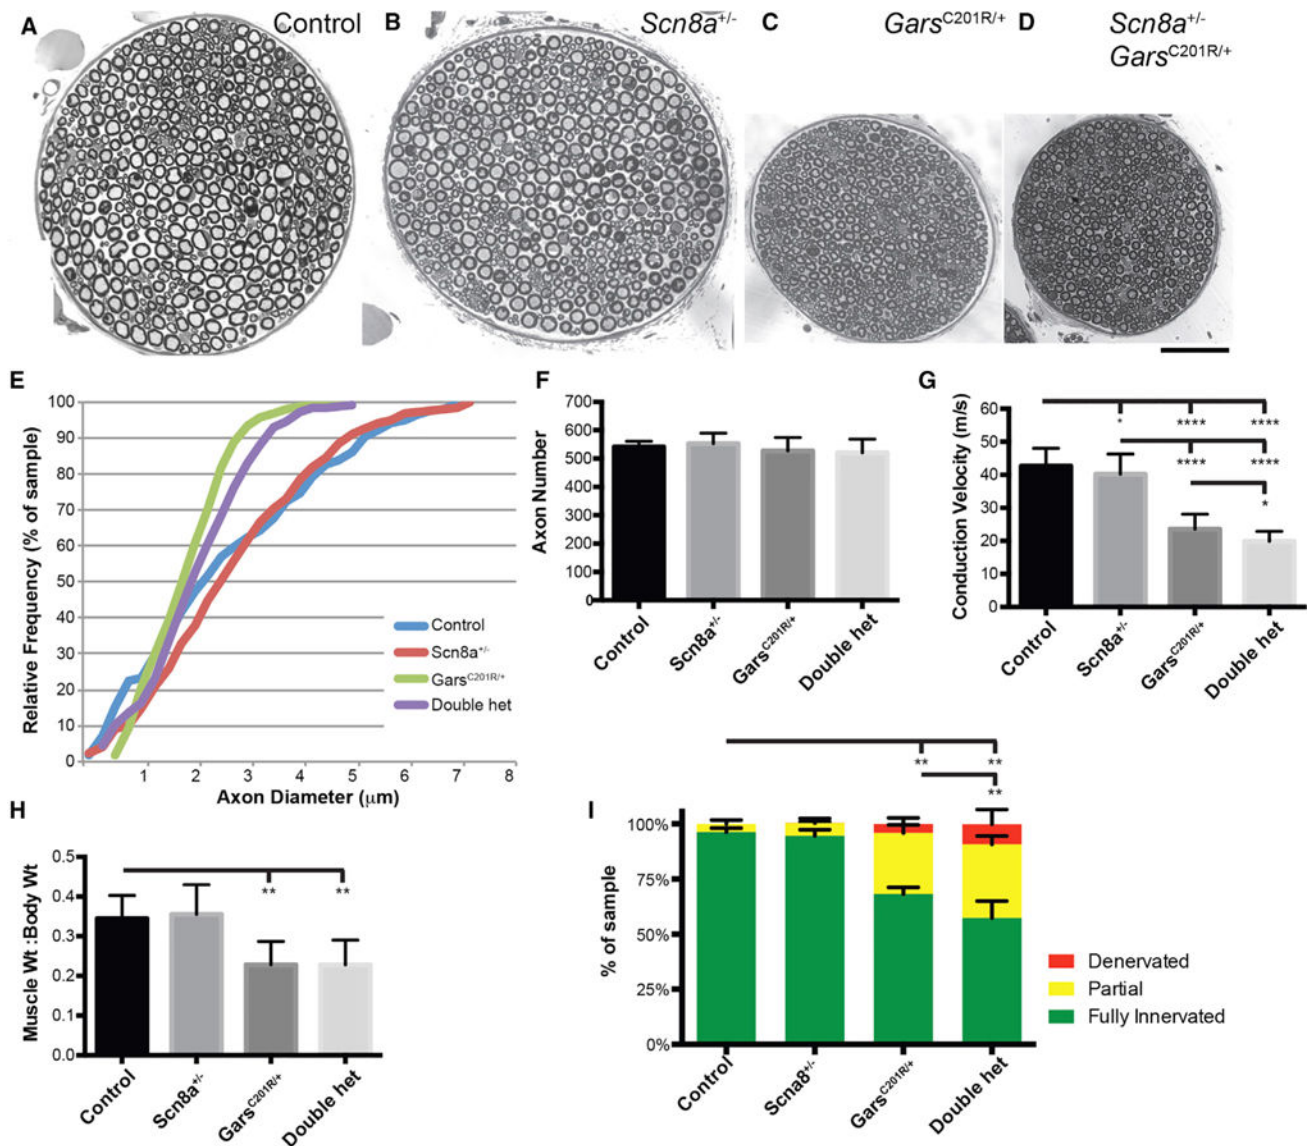 A Control
B Scn8a+/-
C GarsC201R/+
D Scn8a+/-
GarsC201R/+
E
Relative Frequency (% of sample)
100
90
80
70
60
50
40
30
20
10
0
1 2 3 4 5 6 7 8
Axon Diameter (μm)
Control
Scn8a+/-
GarsC201R/+
Double het
F
Axon Number
700
600
500
400
300
200
100
0
Control
Scn8a+/-
GarsC201R/+
Double het
G
Conduction Velocity (m/s)
60
50
40
30
20
10
0
* **** ****
**** ****
*
Control
Scn8a+/-
GarsC201R/+
Double het
H
Muscle Wt :Body Wt
0.5
0.4
0.3
0.2
0.1
0.0
** **
Control
Scn8a+/-
GarsC201R/+
Double het
I
% of sample
100%
75%
50%
25%
0%
** **
**
Control
Scna8+/-
GarsC201R/+
Double het
Denervated
Partial
Fully Innervated